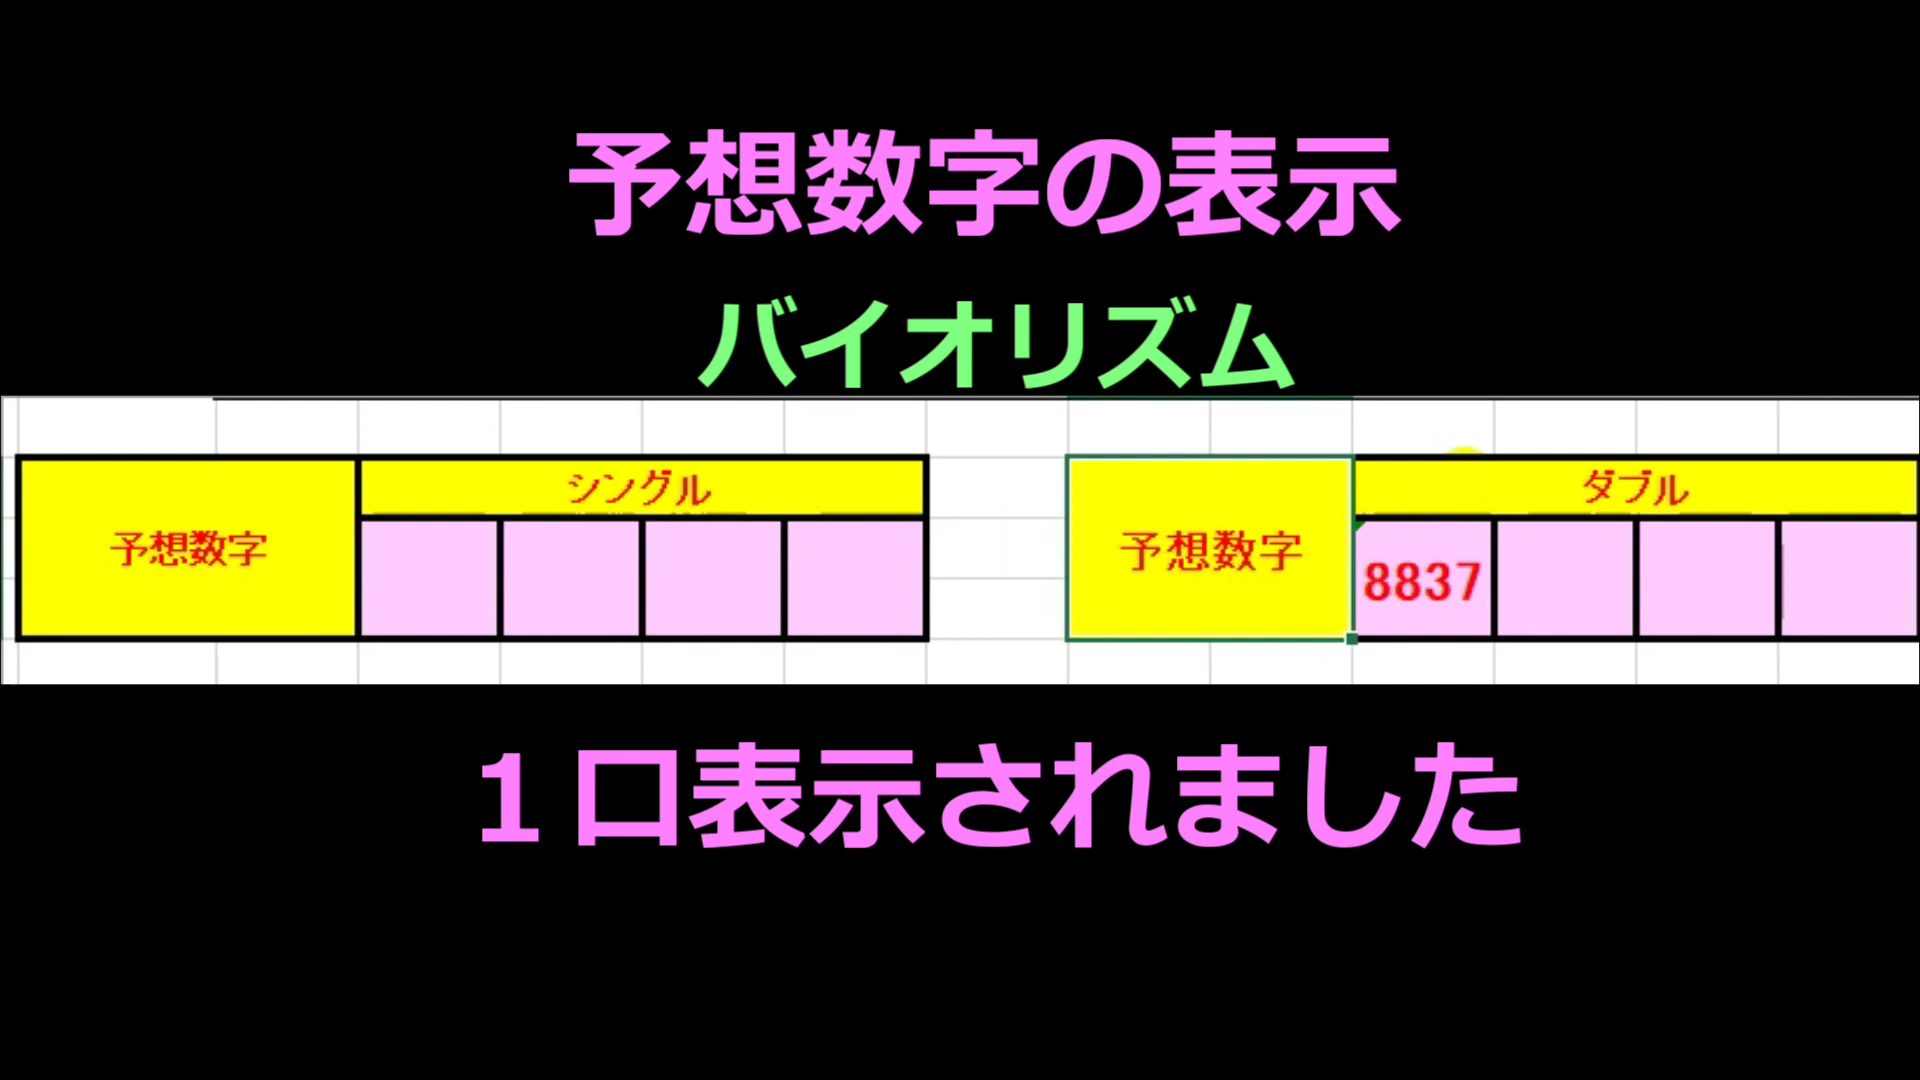 予想数字の表示
バイオリズム
予想数字
シングル
予想数字
ダブル
8837
１口表示されました